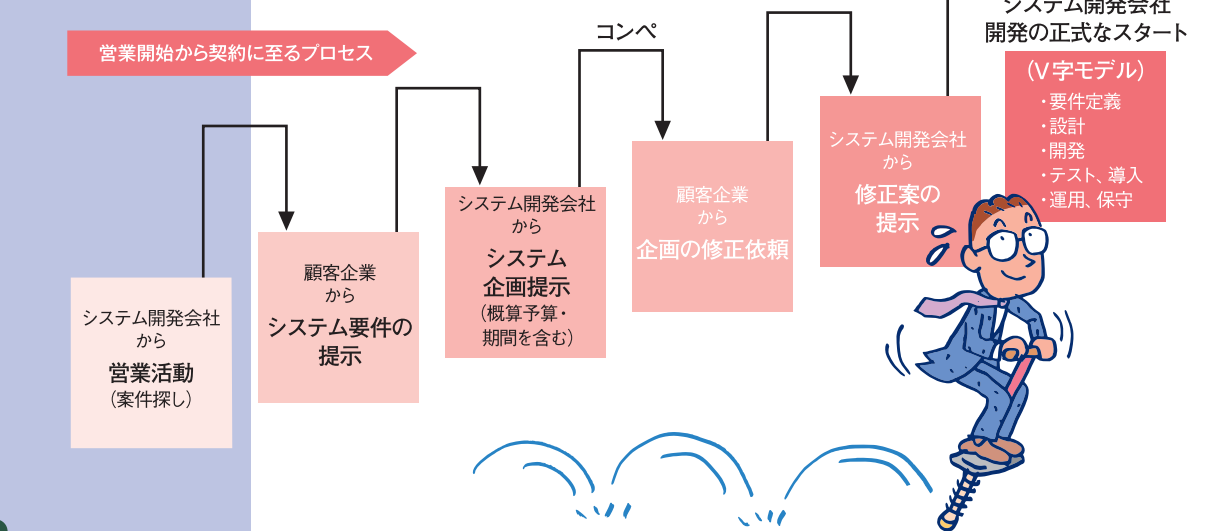 営業開始から契約に至るプロセス
システム開発会社
から
営業活動
（案件探し）
顧客企業
から
システム要件の
提示
システム開発会社
から
システム
企画提示
（概算予算・
期間を含む）
コンペ
顧客企業
から
企画の修正依頼
システム開発会社
から
修正案の
提示
システム開発会社
開発の正式なスタート
（V字モデル）
・要件定義
・設計
・開発
・テスト、導入
・運用、保守